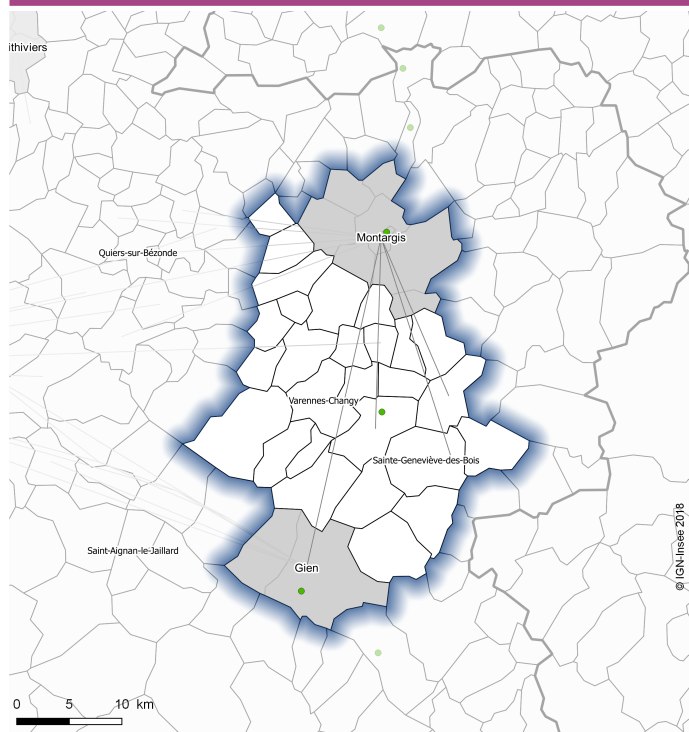 ithiviers
Montargis
Quiers-sur-Bézonde
Varennes-Changy
Sainte-Geneviève-des-Bois
Saint-Aignan-le-Jaillard
Gien
© IGN-Insee 2018
0 5 10 km